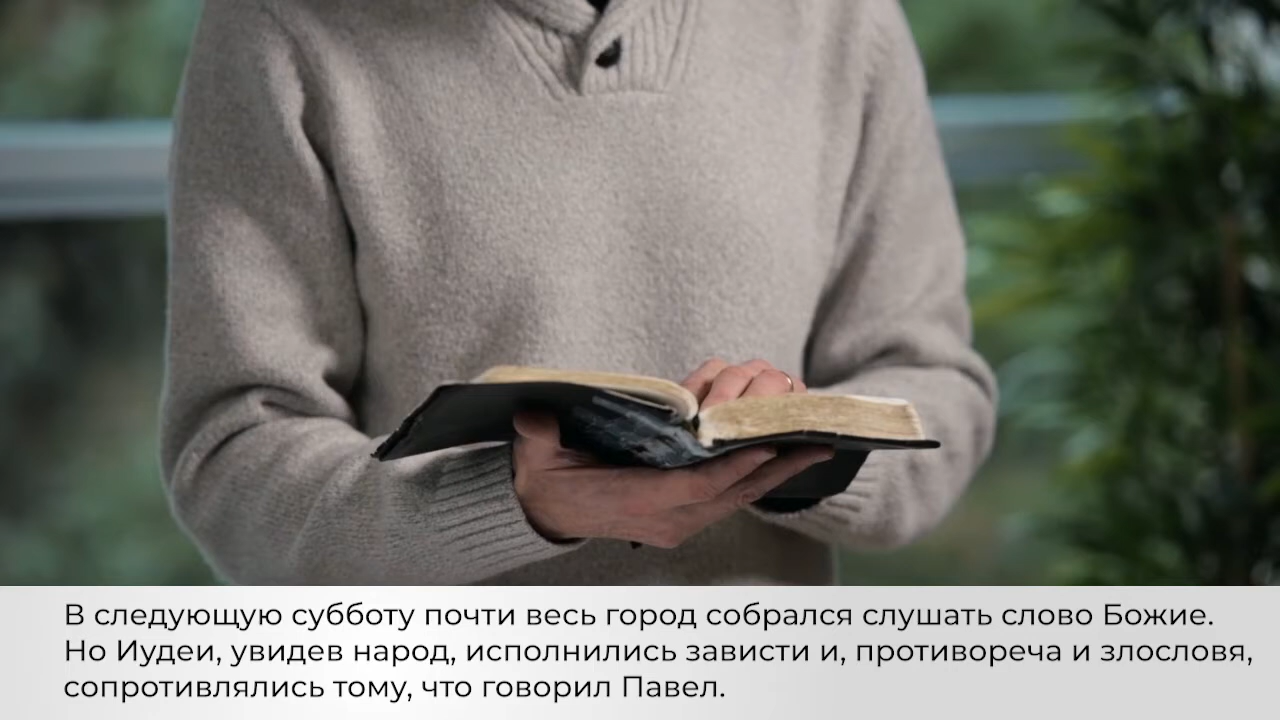 В следующую субботу почти весь город собрался слушать слово Божие.
Но Иудеи, увидев народ, исполнились зависти и, противореча и злословя,
сопротивлялись тому, что говорил Павел.